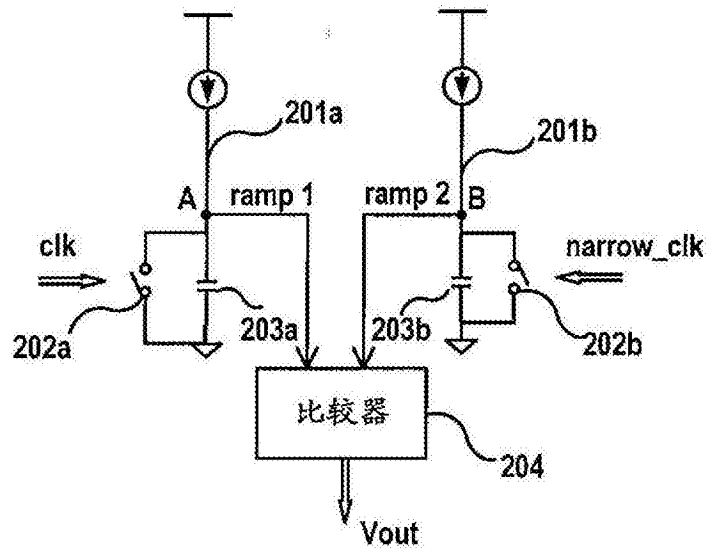 201a
201b
A
ramp 1
ramp 2
B
clk
narrow_clk
202a
203a
203b
202b
比较器
204
Vout